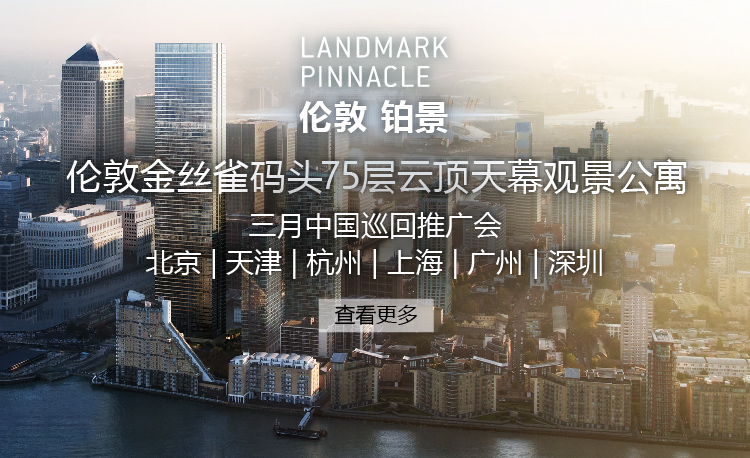 LANDMARK
PINNACLE
伦敦 铂景
伦敦金丝雀码头75层云顶天幕观景公寓
三月中国巡回推广会
北京 | 天津 | 杭州 | 上海 | 广州 | 深圳
查看更多